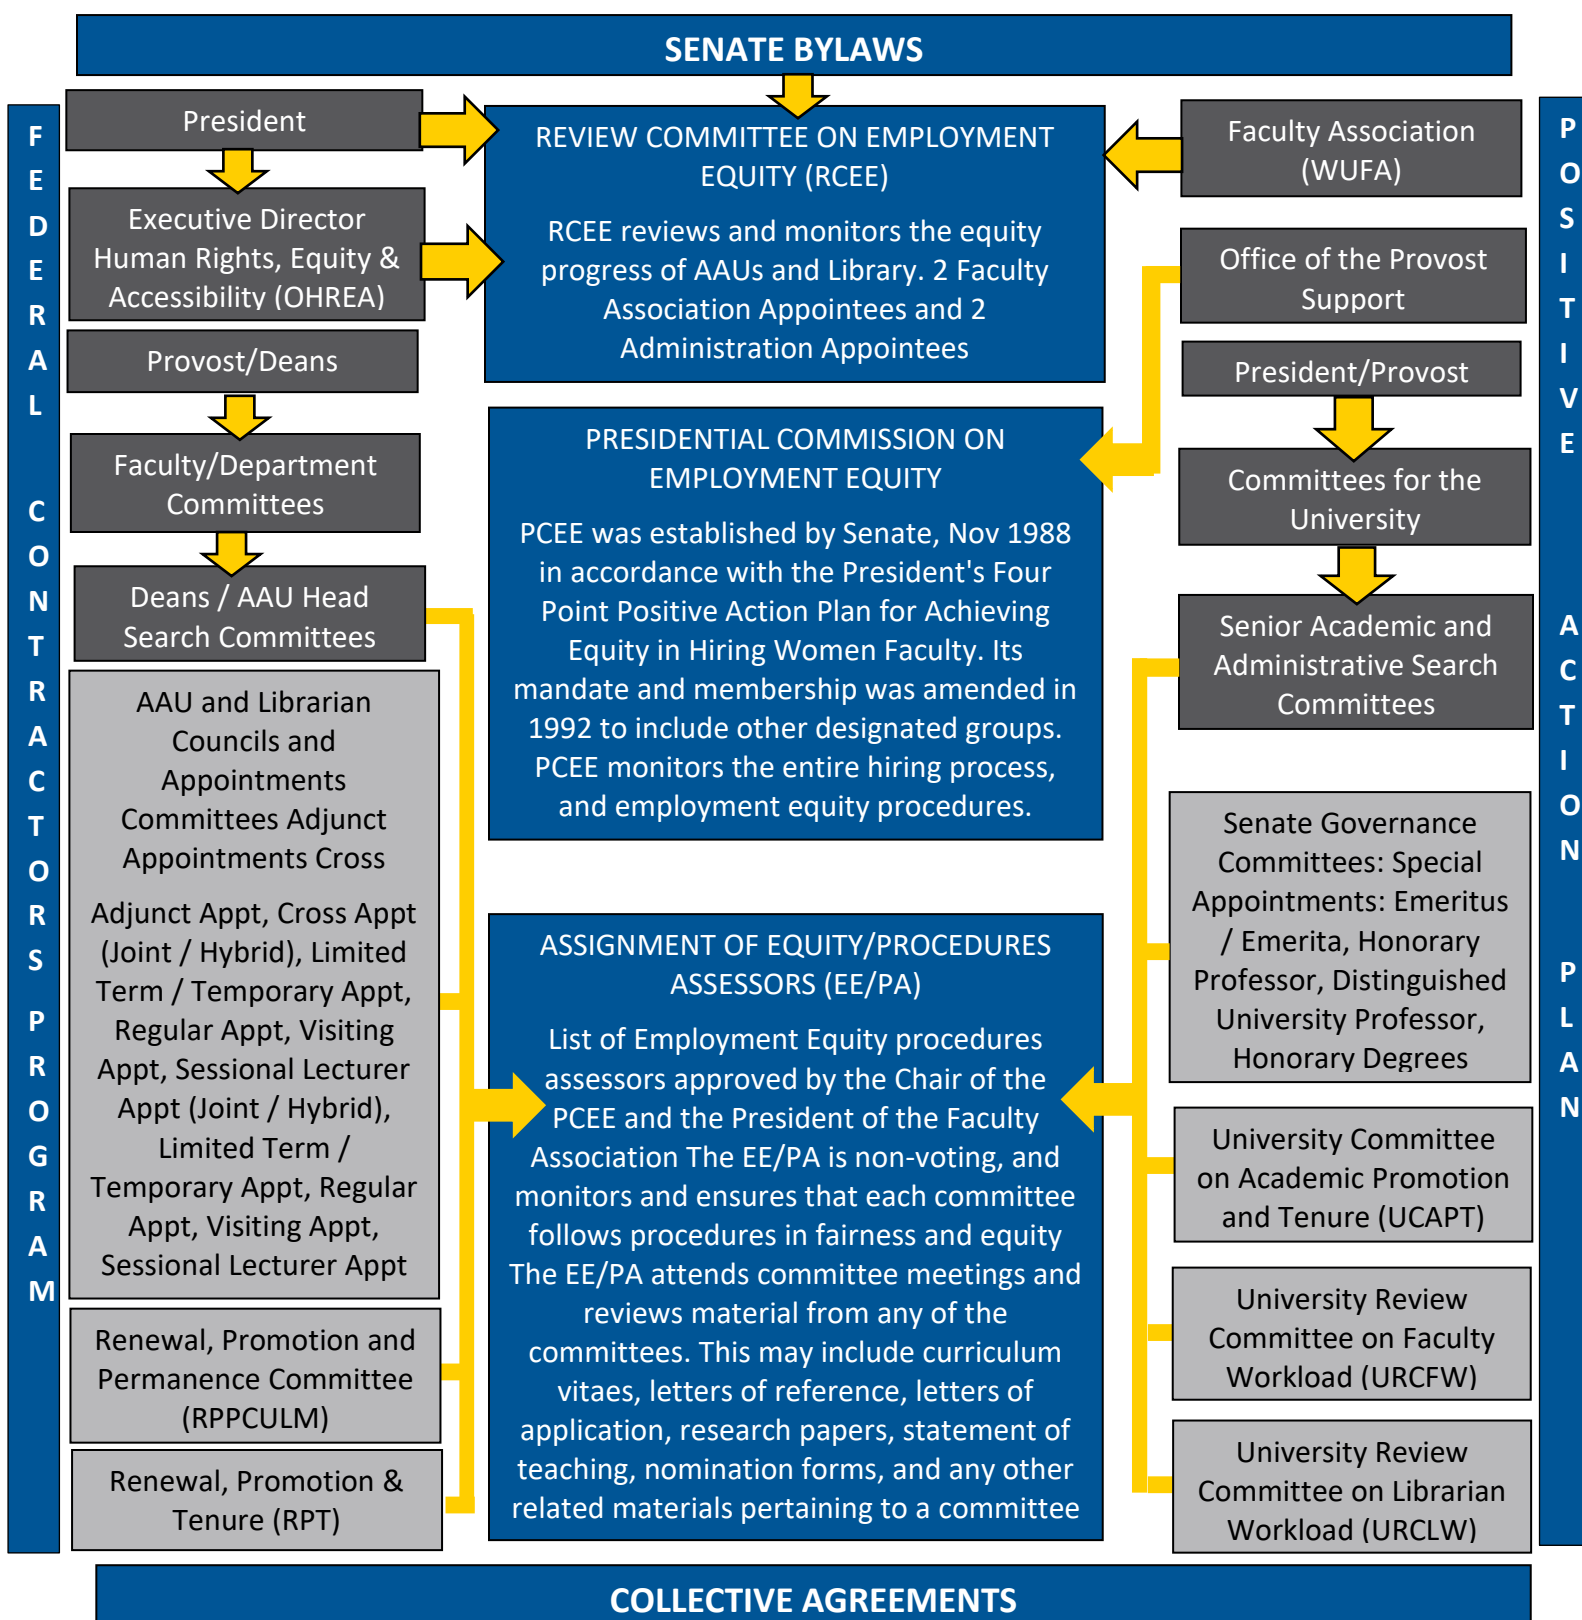 SENATE BYLAWS
FEDERAL CONTRACTORS PROGRAM
President
Executive Director
Human Rights, Equity &
Accessibility (OHREA)
Provost/Deans
Faculty/Department
Committees
Deans / AAU Head
Search Committees
AAU and Librarian
Councils and
Appointments
Committees Adjunct
Appointments Cross
Adjunct Appt, Cross Appt
(Joint / Hybrid), Limited
Term / Temporary Appt,
Regular Appt, Visiting
Appt, Sessional Lecturer
Appt (Joint / Hybrid),
Limited Term /
Temporary Appt, Regular
Appt, Visiting Appt,
Sessional Lecturer Appt
Renewal, Promotion and
Permanence Committee
(RPPCULM)
Renewal, Promotion &
Tenure (RPT)
REVIEW COMMITTEE ON EMPLOYMENT
EQUITY (RCEE)
RCEE reviews and monitors the equity
progress of AAUs and Library. 2 Faculty
Association Appointees and 2
Administration Appointees
PRESIDENTIAL COMMISSION ON
EMPLOYMENT EQUITY
PCEE was established by Senate, Nov 1988
in accordance with the President's Four
Point Positive Action Plan for Achieving
Equity in Hiring Women Faculty. Its
mandate and membership was amended in
1992 to include other designated groups.
PCEE monitors the entire hiring process,
and employment equity procedures.
ASSIGNMENT OF EQUITY/PROCEDURES
ASSESSORS (EE/PA)
List of Employment Equity procedures
assessors approved by the Chair of the
PCEE and the President of the Faculty
Association The EE/PA is non-voting, and
monitors and ensures that each committee
follows procedures in fairness and equity
The EE/PA attends committee meetings and
reviews material from any of the
committees. This may include curriculum
vitaes, letters of reference, letters of
application, research papers, statement of
teaching, nomination forms, and any other
related materials pertaining to a committee
Faculty Association
(WUFA)
Office of the Provost
Support
President/Provost
Committees for the
University
Senior Academic and
Administrative Search
Committees
Senate Governance
Committees: Special
Appointments: Emeritus
/ Emerita, Honorary
Professor, Distinguished
University Professor,
Honorary Degrees
University Committee
on Academic Promotion
and Tenure (UCAPT)
University Review
Committee on Faculty
Workload (URCFW)
University Review
Committee on Librarian
Workload (URCLW)
POSITIVE ACTION PLAN
COLLECTIVE AGREEMENTS